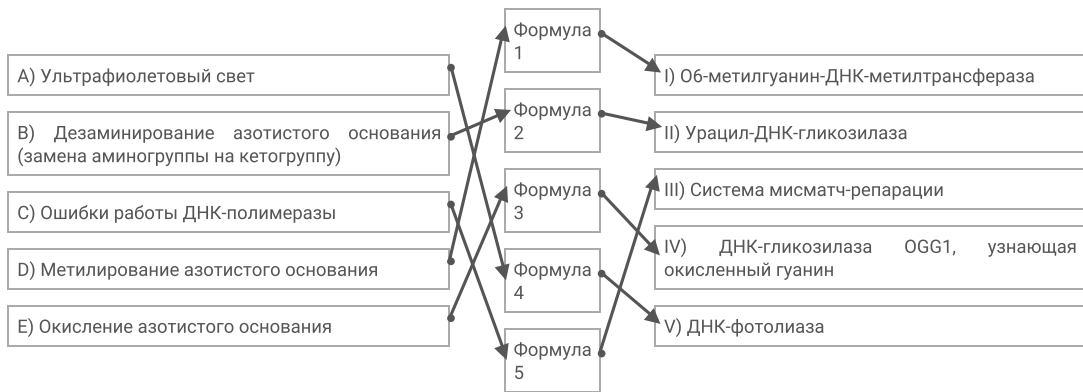 A) Ультрафиолетовый свет
B) Дезаминирование азотистого основания
(замена аминогруппы на кетогруппу)
C) Ошибки работы ДНК-полимеразы
D) Метилирование азотистого основания
E) Окисление азотистого основания
Формула
1
Формула
2
Формула
3
Формула
4
Формула
5
I) О6-метилгуанин-ДНК-метилтрансфераза
II) Урацил-ДНК-гликозилаза
III) Система мисматч-репарации
IV) ДНК-гликозилаза OGG1, узнающая
окисленный гуанин
V) ДНК-фотолиаза